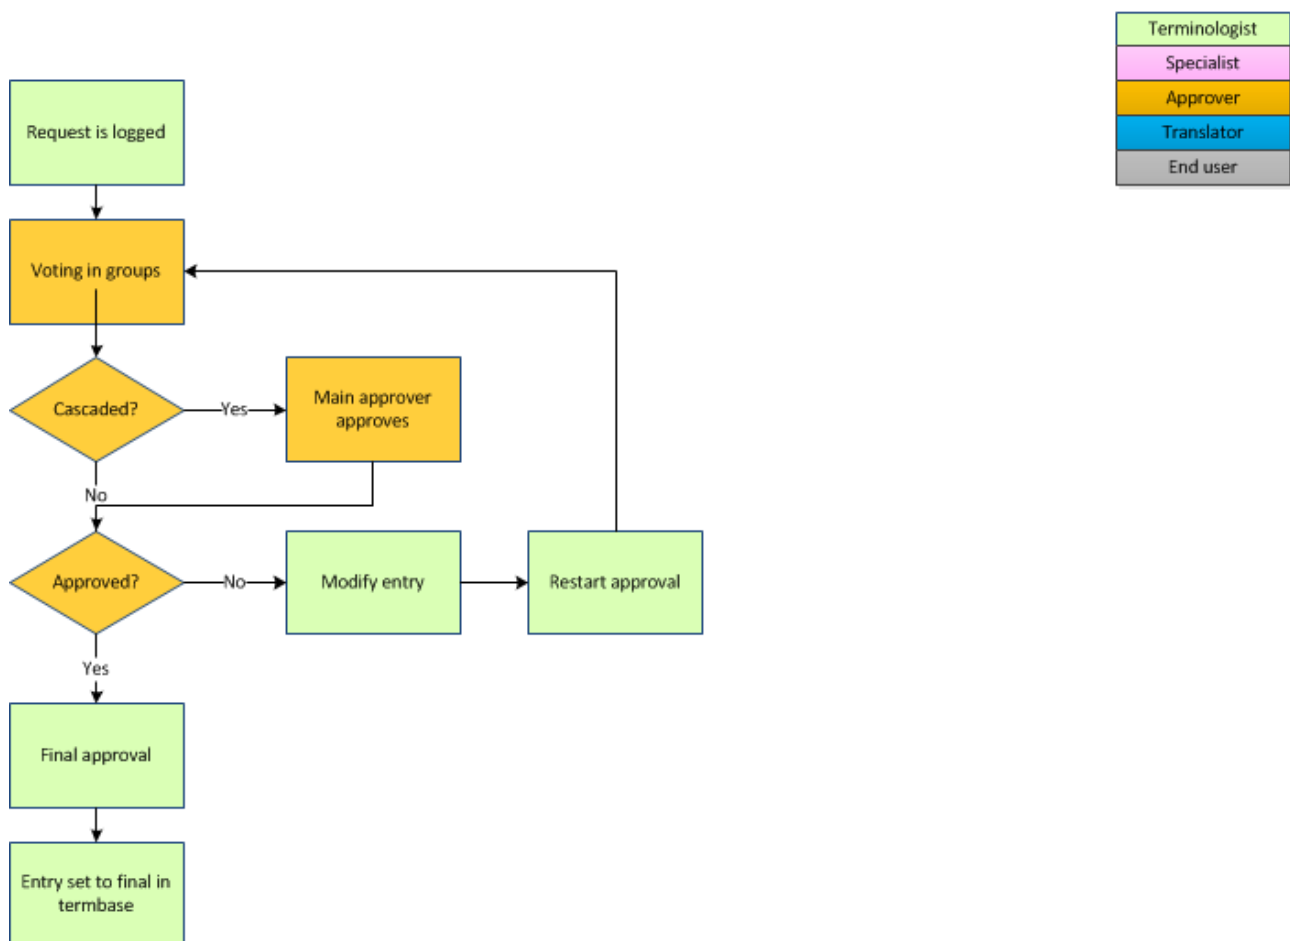 Terminologist
Specialist
Approver
Translator
End user
Request is logged
Voting in groups
Cascaded?
Yes
Main approver
approves
No
Approved?
No
Modify entry
Restart approval
Yes
Final approval
Entry set to final in
termbase